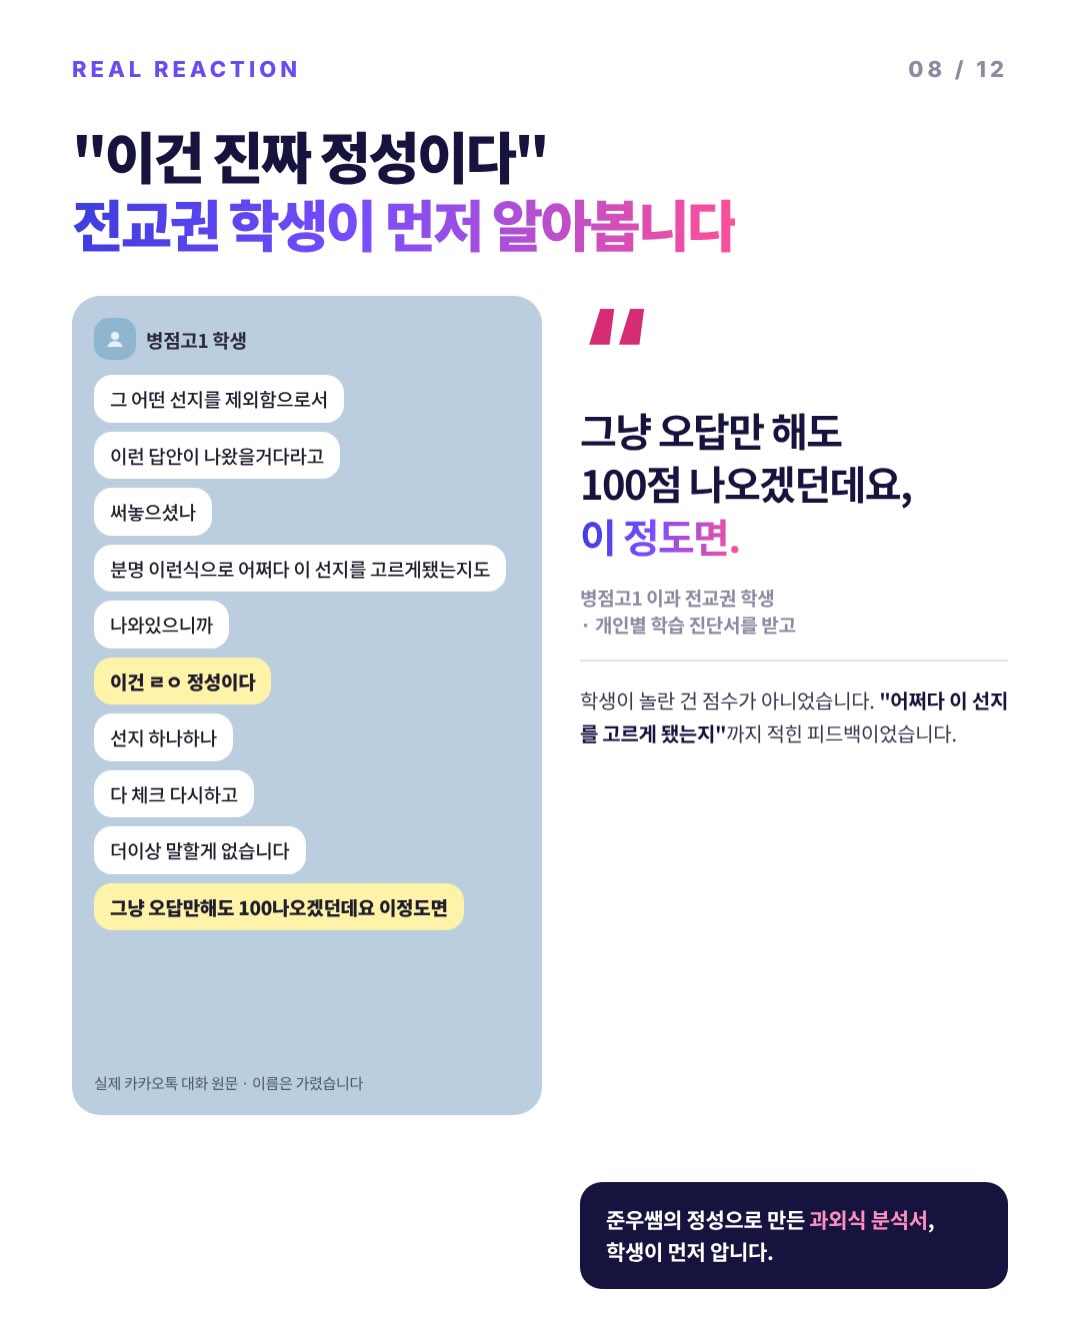 REAL REACTION
08 / 12
"이건 진짜 정성이다"
전교권 학생이 먼저 알아봅니다
병점고1 학생
그 어떤 선지를 제외함으로서
이런 답안이 나왔을거다라고
써놓으셨나
분명 이런식으로 어쩌다 이 선지를 고르게됐는지도
나와있으니까
이건 ㄹㅇ 정성이다
선지 하나하나
다 체크 다시하고
더이상 말할게 없습니다
그냥 오답만해도 100나오겠던데요 이정도면
실제 카카오톡 대화 원문 · 이름은 가렸습니다
“
그냥 오답만 해도
100점 나오겠던데요,
이 정도면.
병점고1 이과 전교권 학생
· 개인별 학습 진단서를 받고
학생이 놀란 건 점수가 아니었습니다. "어쩌다 이 선지
를 고르게 됐는지"까지 적힌 피드백이었습니다.
준우쌤의 정성으로 만든 과외식 분석서,
학생이 먼저 압니다.